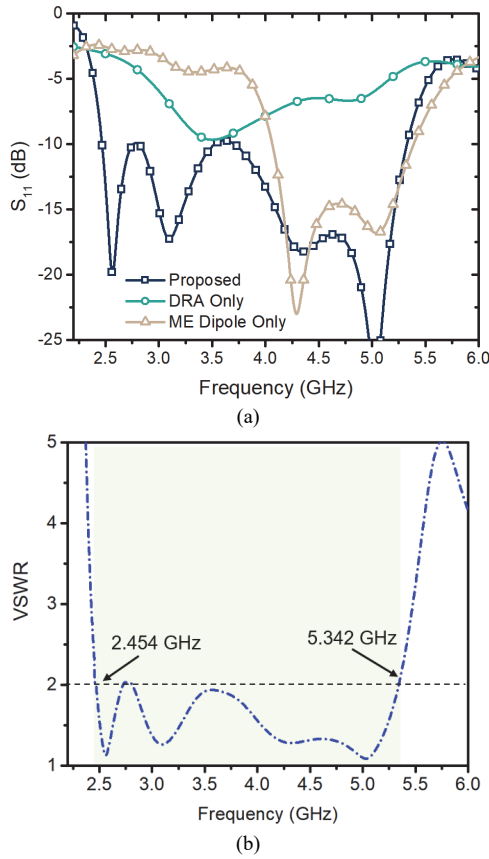 0
-5
-10
-15
-20
-25
S11 (dB)
Proposed
DRA Only
ME Dipole Only
2.5 3.0 3.5 4.0 4.5 5.0 5.5 6.0
Frequency (GHz)
(a)
5
4
3
2
1
VSWR
2.454 GHz
5.342 GHz
2.5 3.0 3.5 4.0 4.5 5.0 5.5 6.0
Frequency (GHz)
(b)